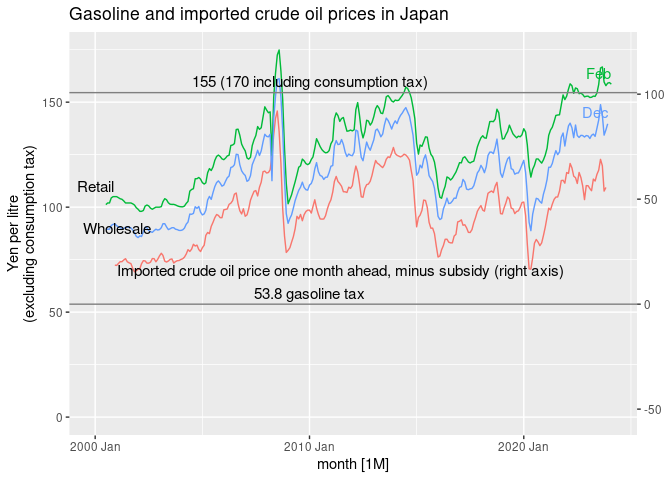 Gasoline and imported crude oil prices in Japan
Yen per litre
(excluding consumption tax)
150
100
50
0
100
50
0
-50
155 (170 including consumption tax)
Feb
Dec
Retail
Wholesale
Imported crude oil price one month ahead, minus subsidy (right axis)
53.8 gasoline tax
2000 Jan
2010 Jan
2020 Jan
month [1M]